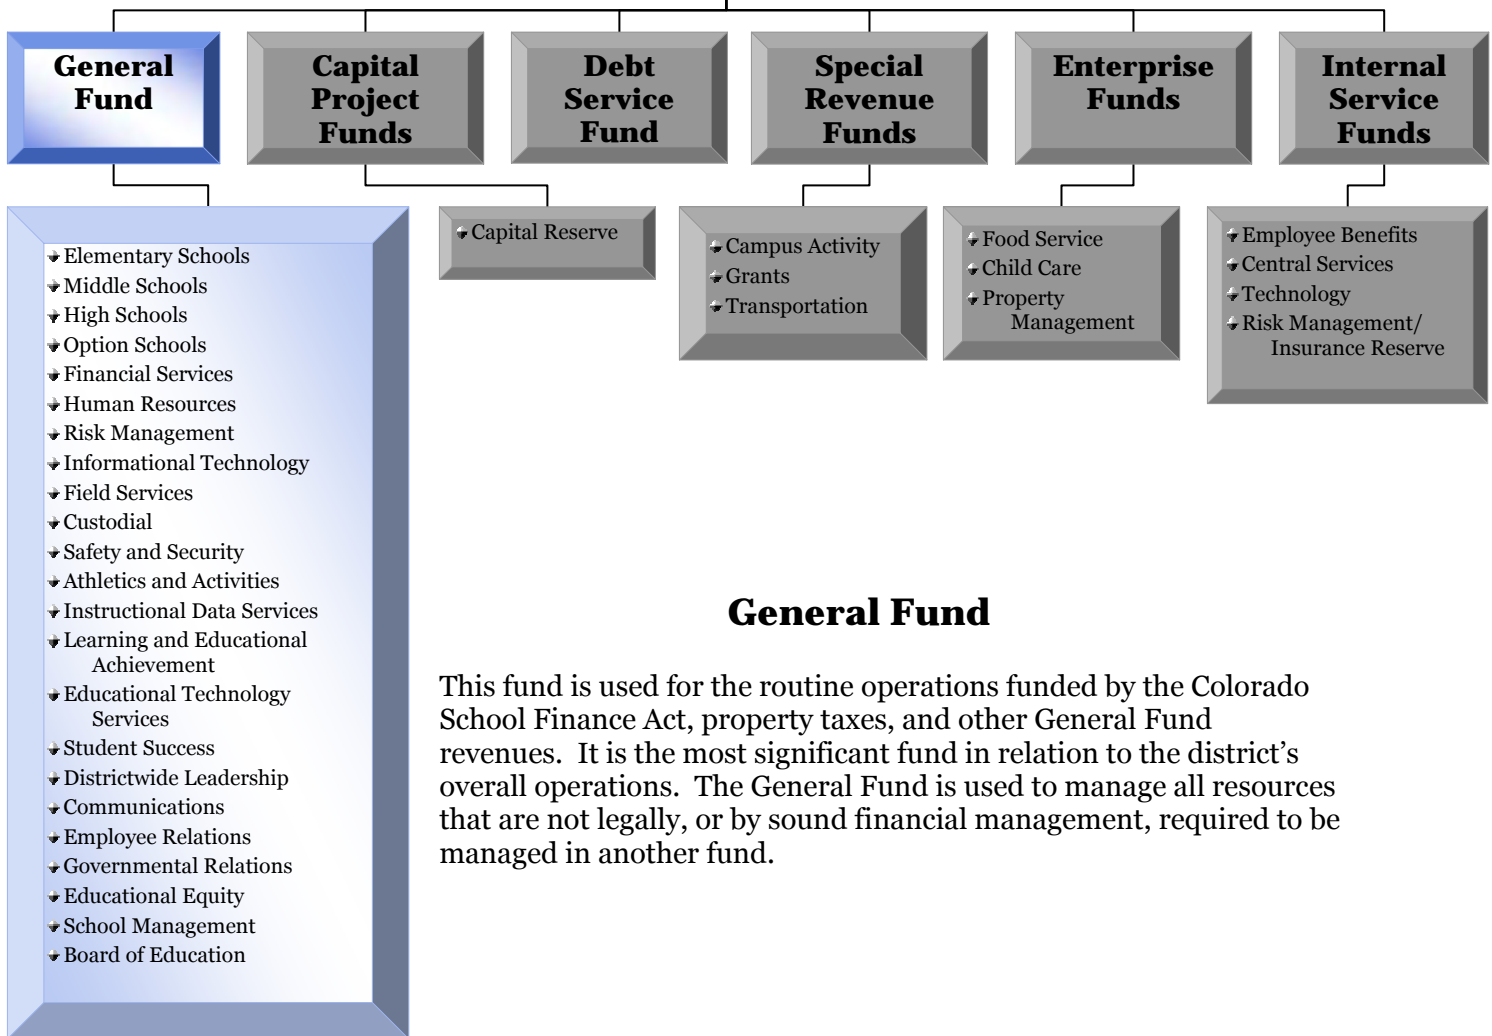 General
Fund
Capital
Project
Funds
Debt
Service
Fund
Special
Revenue
Funds
Enterprise
Funds
Internal
Service
Funds
Elementary Schools
Middle Schools
High Schools
Option Schools
Financial Services
Human Resources
Risk Management
Informational Technology
Field Services
Custodial
Safety and Security
Athletics and Activities
Instructional Data Services
Learning and Educational
Achievement
Educational Technology
Services
Student Success
Districtwide Leadership
Communications
Employee Relations
Governmental Relations
Educational Equity
School Management
Board of Education
Capital Reserve
Campus Activity
Grants
Transportation
Food Service
Child Care
Property
Management
Employee Benefits
Central Services
Technology
Risk Management/
Insurance Reserve
General Fund
This fund is used for the routine operations funded by the Colorado
School Finance Act, property taxes, and other General Fund
revenues.  It is the most significant fund in relation to the district’s
overall operations.  The General Fund is used to manage all resources
that are not legally, or by sound financial management, required to be
managed in another fund.